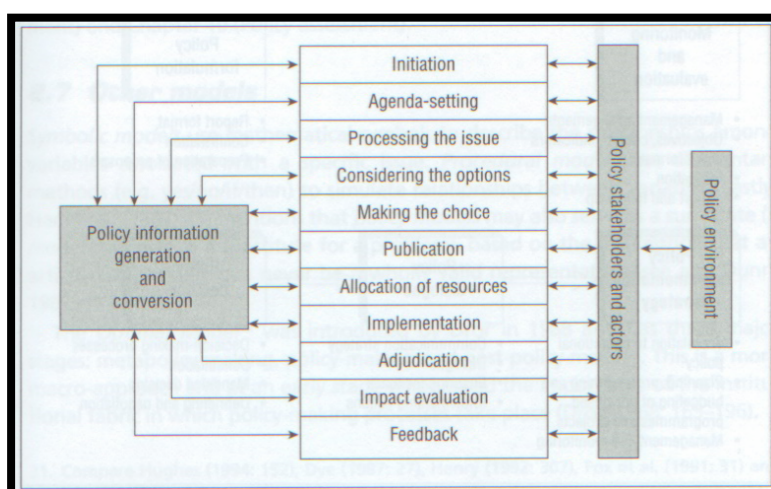 Initiation
Agenda-setting
Processing the issue
Considering the options
Making the choice
Publication
Allocation of resources
Implementation
Adjudication
Impact evaluation
Feedback
Policy information
generation
and
conversion
Policy stakeholders and actors
Policy environment